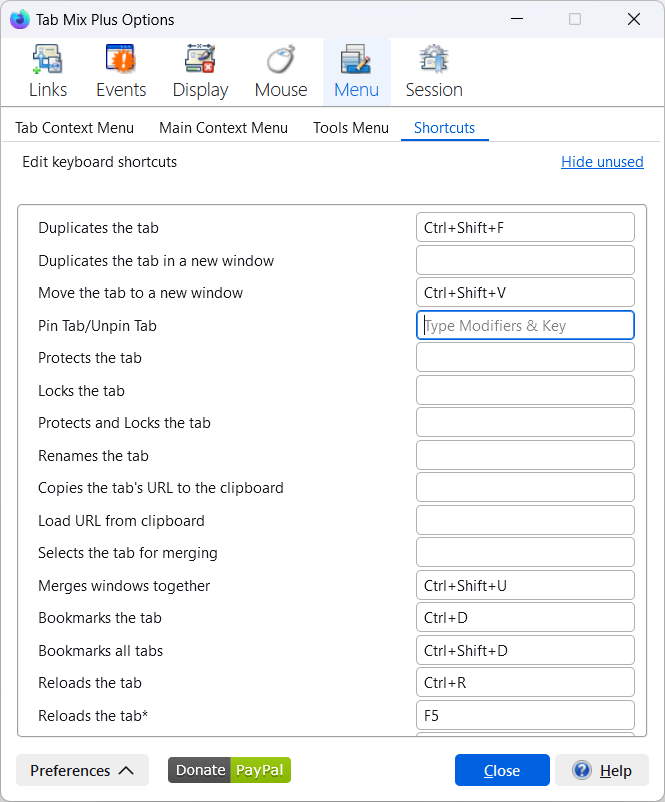 Tab Mix Plus Options
Links Events Display Mouse Menu Session
Tab Context Menu Main Context Menu Tools Menu Shortcuts
Edit keyboard shortcuts Hide unused
Duplicates the tab Ctrl+Shift+F
Duplicates the tab in a new window
Move the tab to a new window Ctrl+Shift+V
Pin Tab/Unpin Tab Type Modifiers & Key
Protects the tab
Locks the tab
Protects and Locks the tab
Renames the tab
Copies the tab's URL to the clipboard
Load URL from clipboard
Selects the tab for merging
Merges windows together Ctrl+Shift+U
Bookmarks the tab Ctrl+D
Bookmarks all tabs Ctrl+Shift+D
Reloads the tab Ctrl+R
Reloads the tab* F5
Preferences Donate PayPal Close Help